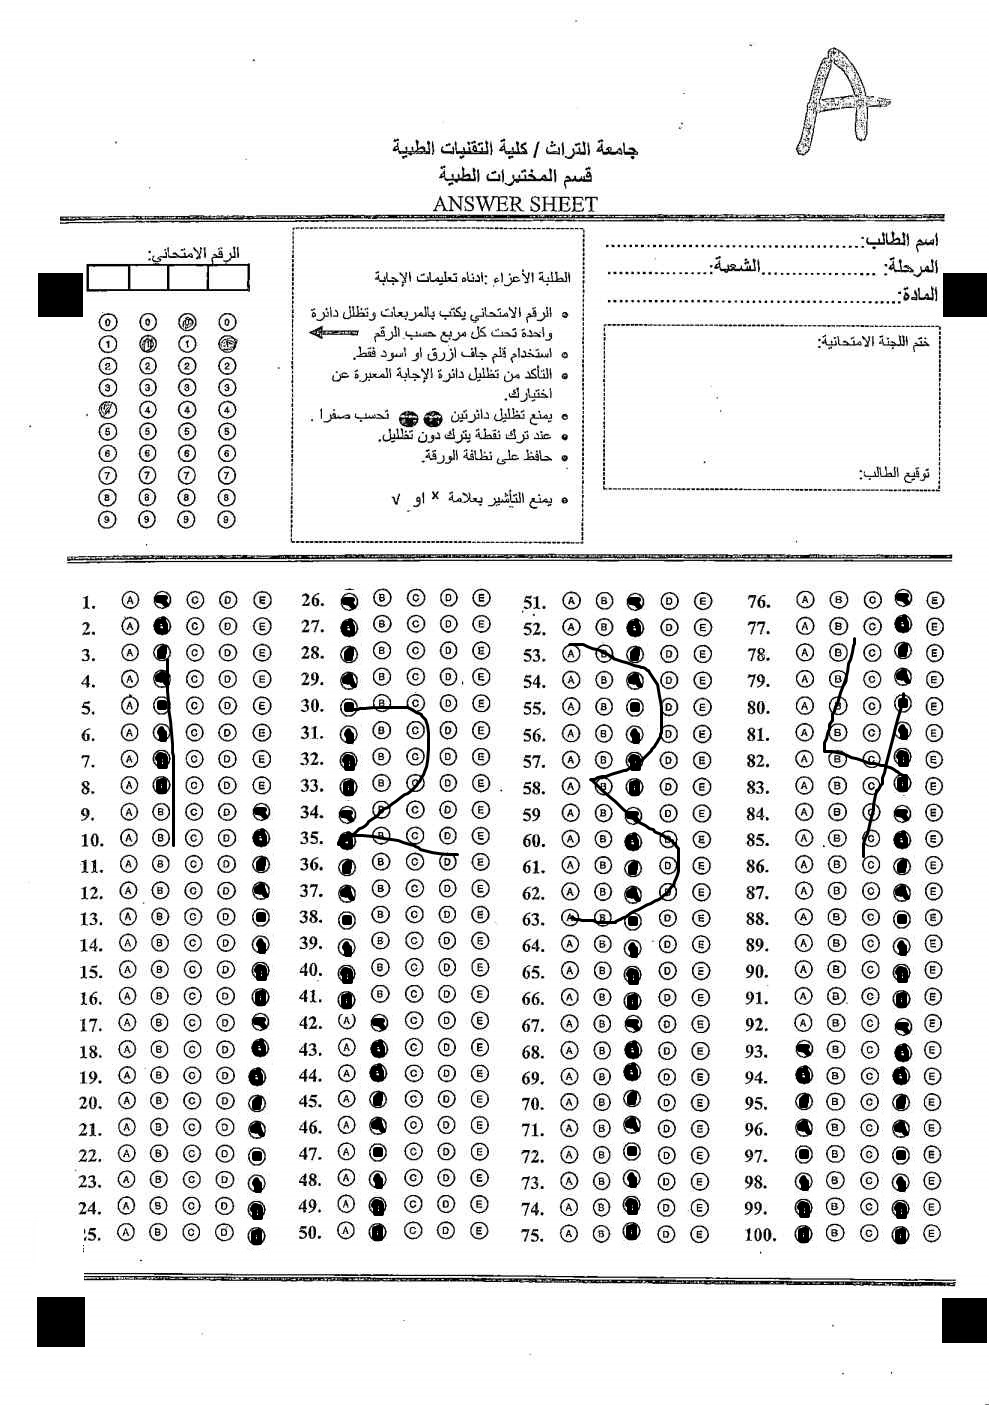 A
جامعة التراث / كلية التقنيات الطبية
قسم المختبرات الطبية
ANSWER SHEET
اسم الطالب:
المرحلة: الشعبة:
المادة:
ختم اللجنة الامتحانية:
توقيع الطالب:
الطلبة الأعزاء :ادناه تعليمات الإجابة
الرقم الامتحاني يكتب بالمربعات وتظلل دائرة
واحدة تحت كل مربع حسب الرقم
استخدام قلم جاف ازرق او اسود فقط.
التأكد من تظليل دائرة الإجابة المعبرة عن
اختيارك.
يمنع تظليل دائرتين تحسب صفرا .
عند ترك نقطة يترك دون تظليل.
حافظ على نظافة الورقة.
يمنع التأشير بعلامة x او √
الرقم الامتحاني:
0 0 0 0
1 1 1
2 2 2 2
3 3 3 3
4 4 4
5 5 5 5
6 6 6 6
7 7 7 7
8 8 8 8
9 9 9 9
1. A C D E
2. A C D E
3. A C D E
4. A C D E
5. A C D E
6. A C D E
7. A C D E
8. A C D E
9. A B C D
10. A B C D
11. A B C D
12. A B C D
13. A B C D
14. A B C D
15. A B C D
16. A B C D
17. A B C D
18. A B C D
19. A B C D
20. A B C D
21. A B C D
22. A B C D
23. A B C D
24. A B C D
25. A B C D
26. B C D E
27. B C D E
28. B C D E
29. B C D E
30. B C D E
31. B C D E
32. B C D E
33. B C D E
34. B C D E
35. B C D E
36. B C D E
37. B C D E
38. B C D E
39. B C D E
40. B C D E
41. B C D E
42. A C D E
43. A C D E
44. A C D E
45. A C D E
46. A C D E
47. A C D E
48. A C D E
49. A C D E
50. A C D E
51. A B D E
52. A B D E
53. A B D E
54. A B D E
55. A B D E
56. A B D E
57. A B D E
58. A B D E
59 A B D E
60. A B D E
61. A B D E
62. A B D E
63. A B D E
64. A B D E
65. A B D E
66. A B D E
67. A B D E
68. A B D E
69. A B D E
70. A B D E
71. A B D E
72. A B D E
73. A B D E
74. A B D E
75. A B D E
76. A B C E
77. A B C E
78. A B C E
79. A B C E
80. A B C E
81. A B C E
82. A B C E
83. A B C E
84. A B C E
85. A B C E
86. A B C E
87. A B C E
88. A B C E
89. A B C E
90. A B C E
91. A B C E
92. A B C E
93. B C E
94. B C E
95. B C E
96. B C E
97. B C E
98. B C E
99. B C E
100. B C E
1 2 3 4